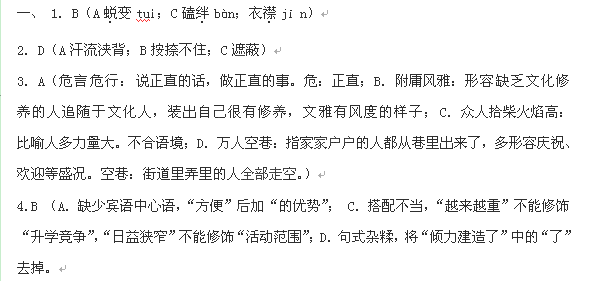 一、 1. B（A 蜕变 tuì；C 磕绊 bàn；衣襟 jīn）
2. D（A 汗流浃背；B 按捺不住；C 遮蔽）
3. A（危言危行：说正直的话，做正直的事。危：正直；B. 附庸风雅：形容缺乏文化修
养的人追随于文化人，装出自己很有修养，文雅有风度的样子；C. 众人拾柴火焰高：
比喻人多力量大。不合语境；D. 万人空巷：指家家户户的人都从巷里出来了，多形容庆祝、
欢迎等盛况。空巷：街道里弄里的人全部走空。）
4.B （A. 缺少宾语中心语，“方便”后加“的优势”； C. 搭配不当，“越来越重”不能修饰
“升学竞争”，“日益狭窄”不能修饰“活动范围”；D. 句式杂糅，将“倾力建造了”中的“了”
去掉。